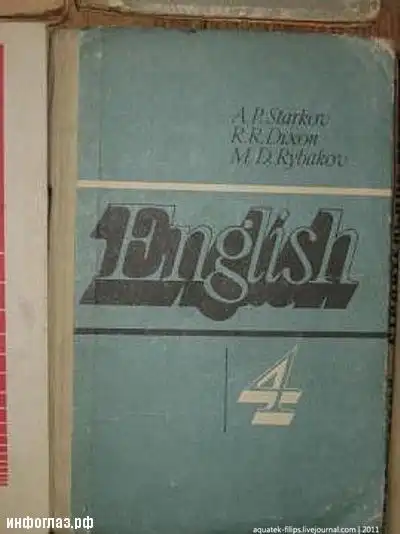 A. P. Starkov
R. R. Dixon
M. D. Rybakov
English
4
инфоглаз.рф
aquatek-filips.livejournal.com | 2011